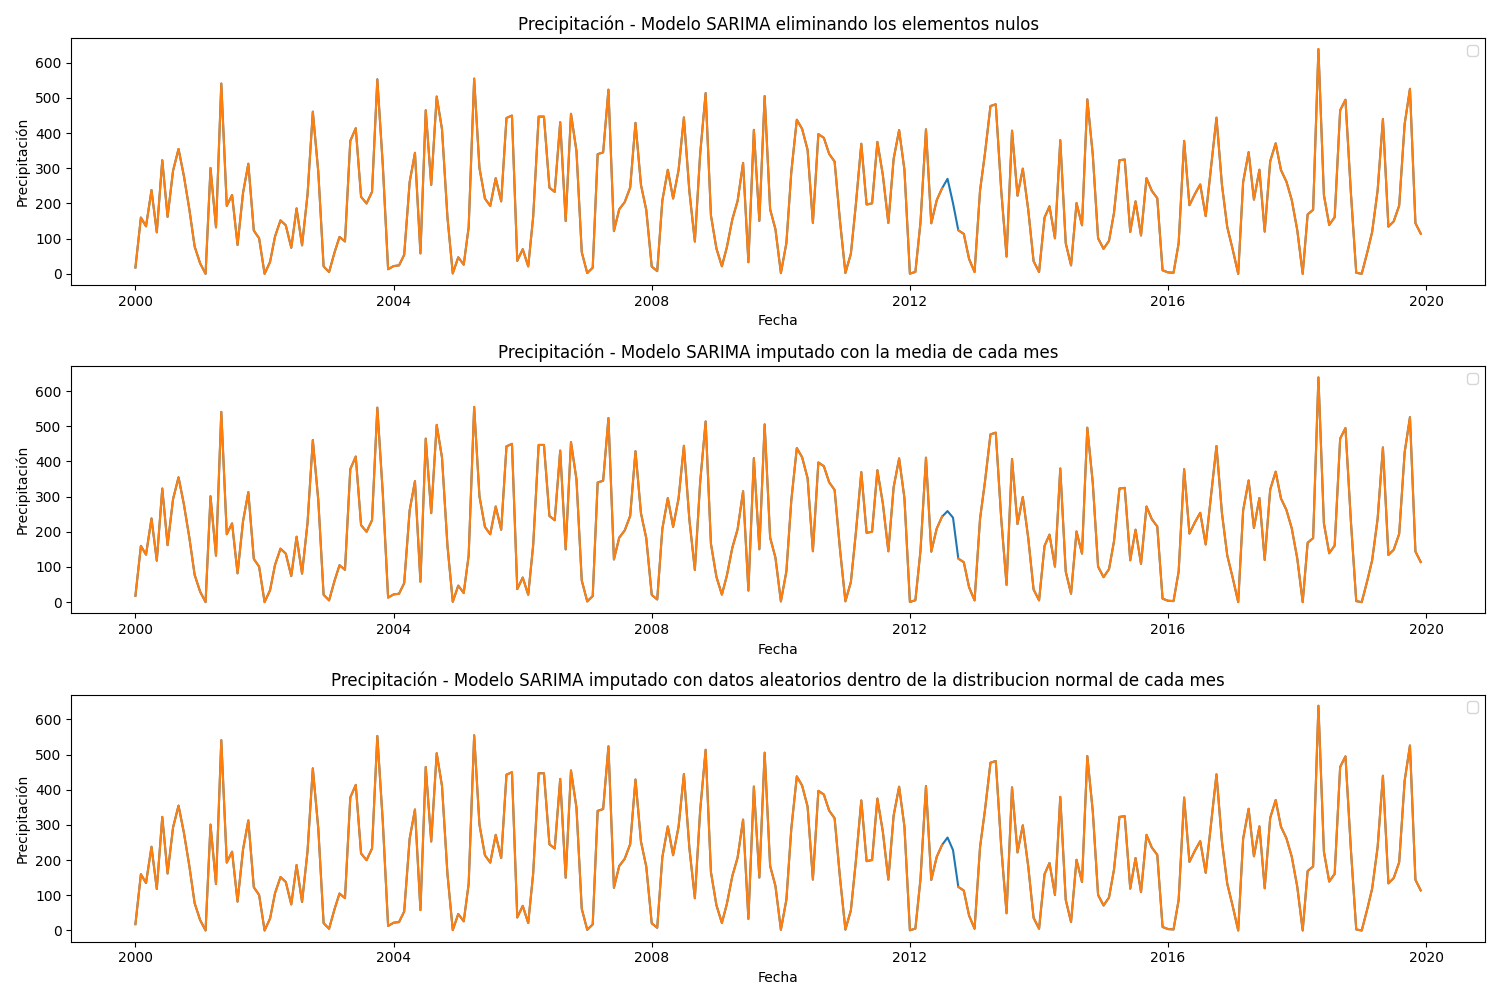 Precipitación - Modelo SARIMA eliminando los elementos nulos
600
500
400
300
200
100
0
Precipitación
2000 2004 2008 2012 2016 2020
Fecha
Precipitación - Modelo SARIMA imputado con la media de cada mes
600
500
400
300
200
100
0
Precipitación
2000 2004 2008 2012 2016 2020
Fecha
Precipitación - Modelo SARIMA imputado con datos aleatorios dentro de la distribucion normal de cada mes
600
500
400
300
200
100
0
Precipitación
2000 2004 2008 2012 2016 2020
Fecha